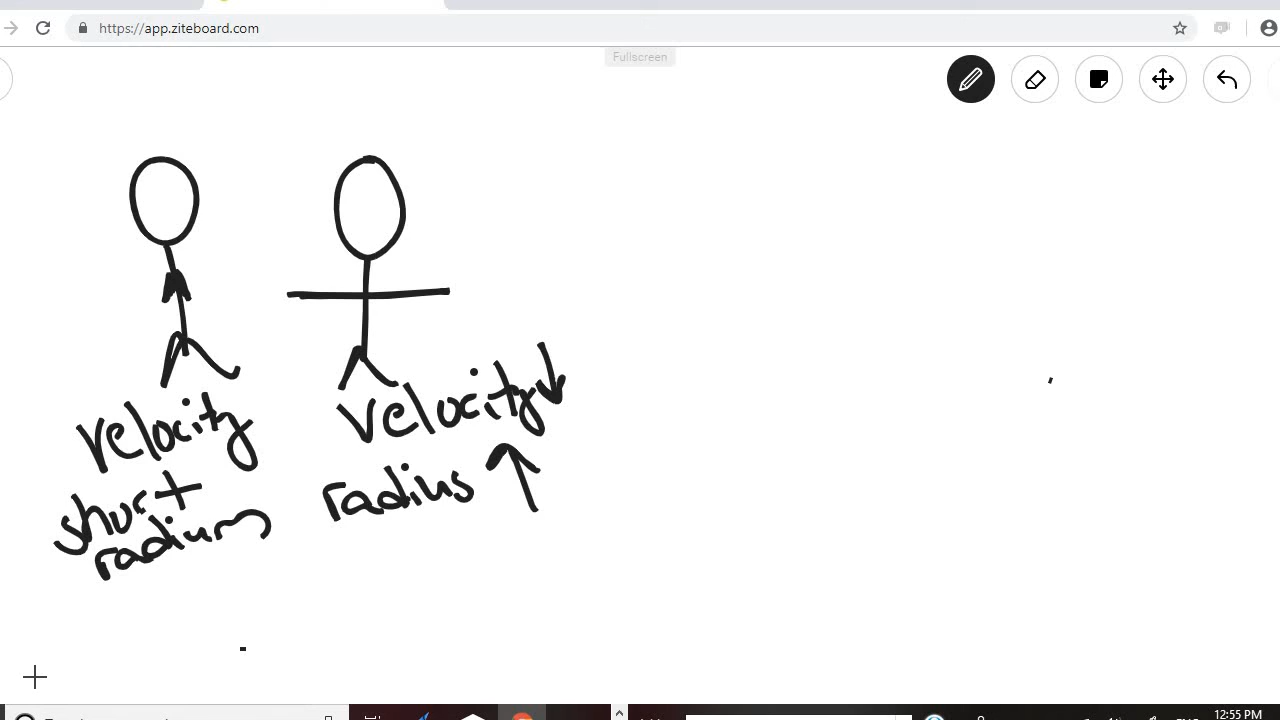 https://app.ziteboard.com
Fullscreen
velocity
short
radius
velocity↓
radius ↑
12:55 PM